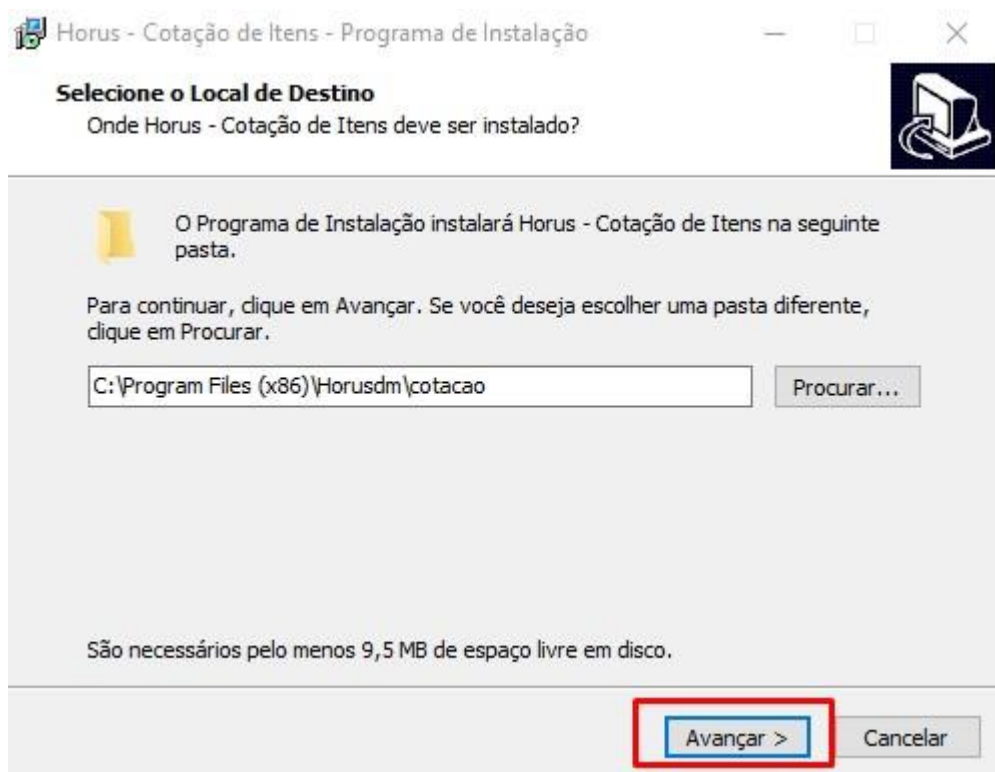 Horus - Cotação de Itens - Programa de Instalação
Selecione o Local de Destino
Onde Horus - Cotação de Itens deve ser instalado?
O Programa de Instalação instalará Horus - Cotação de Itens na seguinte
pasta.
Para continuar, clique em Avançar. Se você deseja escolher uma pasta diferente,
clique em Procurar.
C:\Program Files (x86)\Horusdm\cotacao
Procurar...
São necessários pelo menos 9,5 MB de espaço livre em disco.
Avançar >
Cancelar